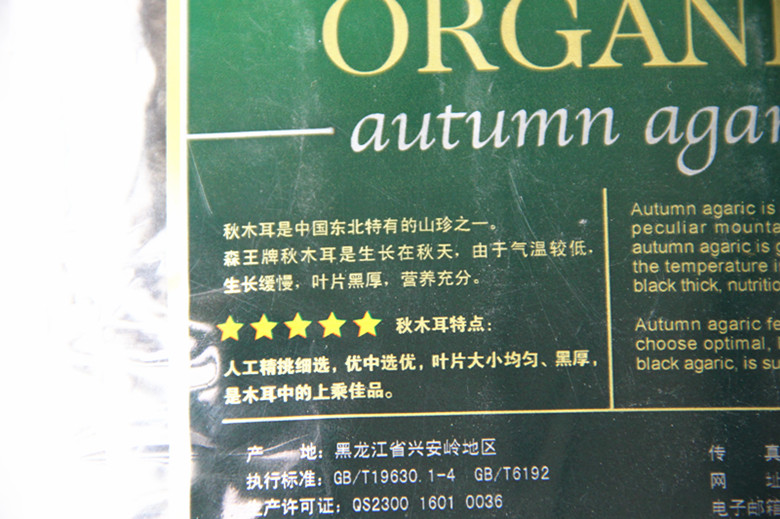 ORGANI
autumn agar
秋木耳是中国东北特有的山珍之一。
森王牌秋木耳是生长在秋天，由于气温较低，
生长缓慢，叶片黑厚，营养充分。
★★★★★ 秋木耳特点：
人工精挑细选，优中选优，叶片大小均匀、黑厚，
是木耳中的上乘佳品。
Autumn agaric is
peculiar mounta
autumn agaric is g
the temperature i
black thick, nutritio
Autumn agaric fe
choose optimal, l
black agaric, is su
产 地：黑龙江省兴安岭地区
执行标准：GB/T19630.1-4 GB/T6192
生产许可证：QS2300 1601 0036
传 真
网 址
电子邮箱